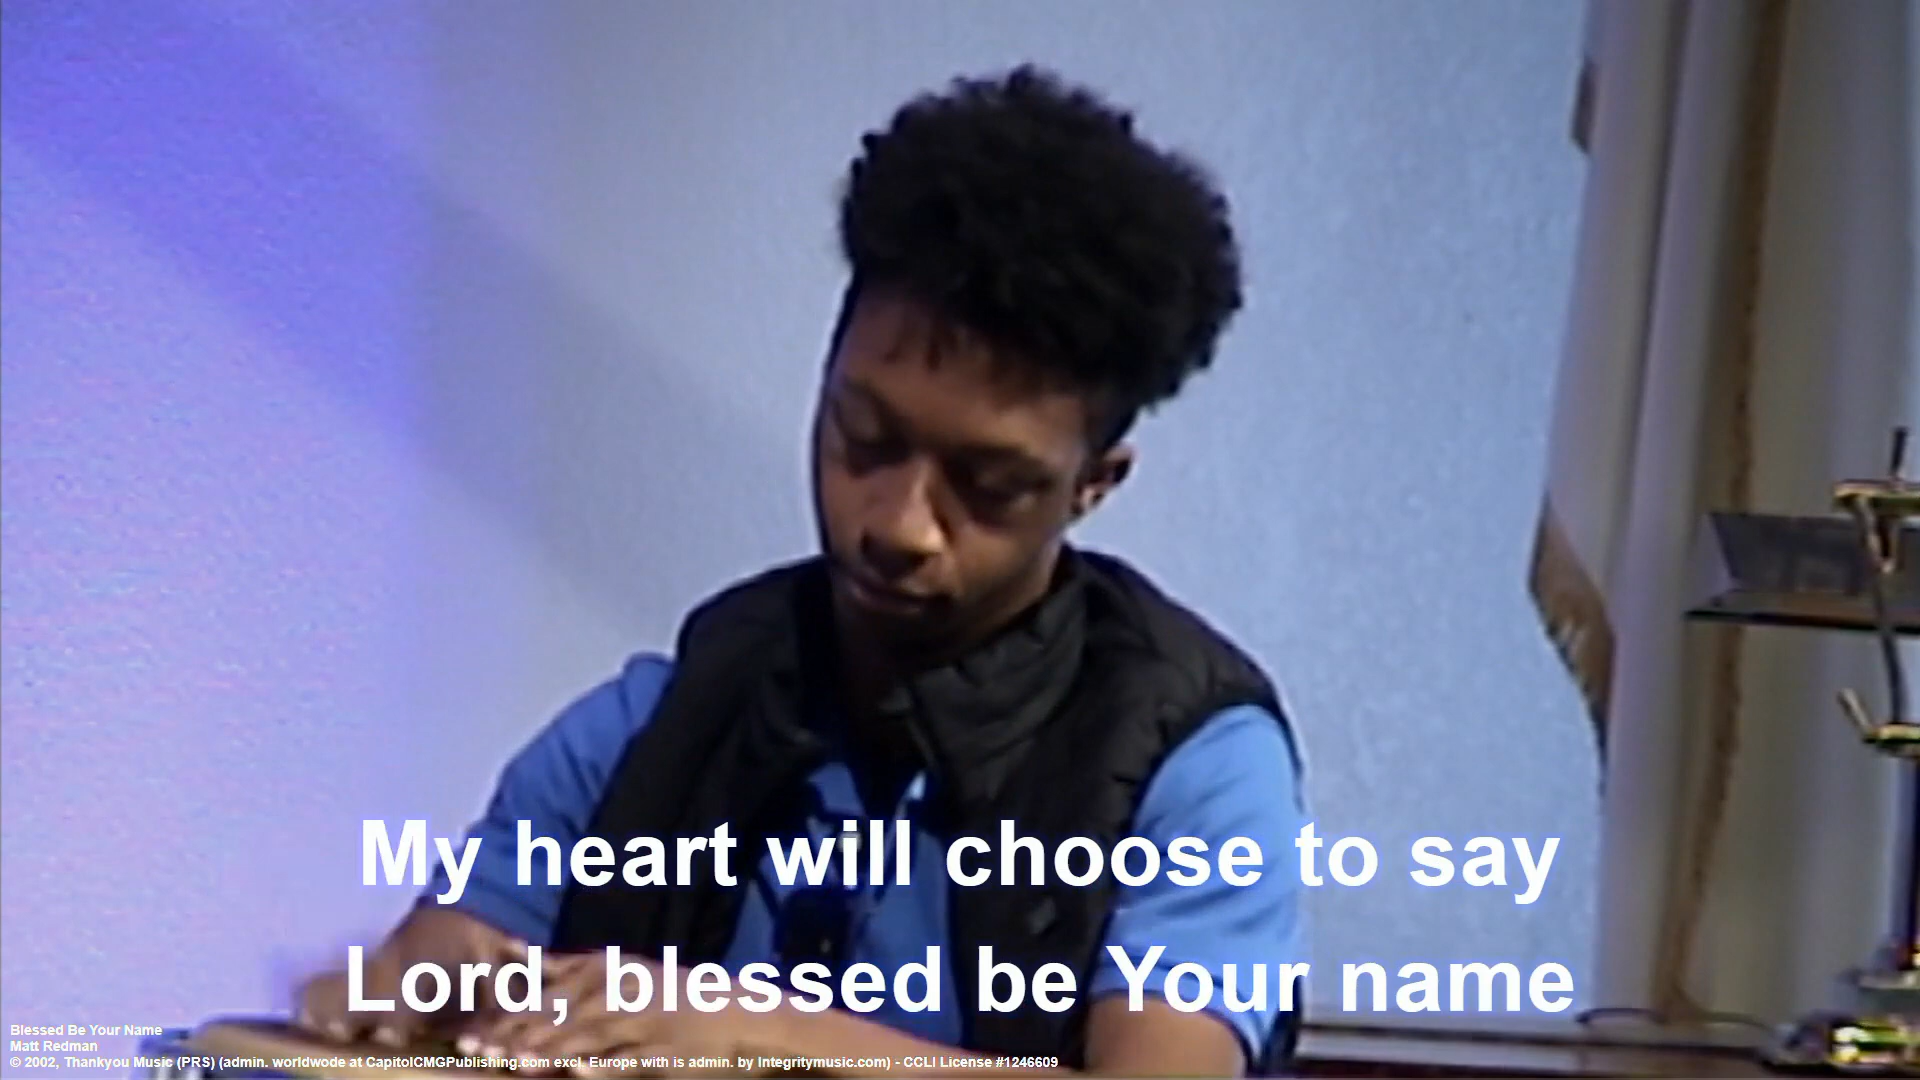 My heart will choose to say
Lord, blessed be Your name
Blessed Be Your Name
Matt Redman
© 2002, Thankyou Music (PRS) (admin. worldwode at CapitolCMGPublishing.com excl. Europe with is admin. by Integritymusic.com) - CCLI License #1246609